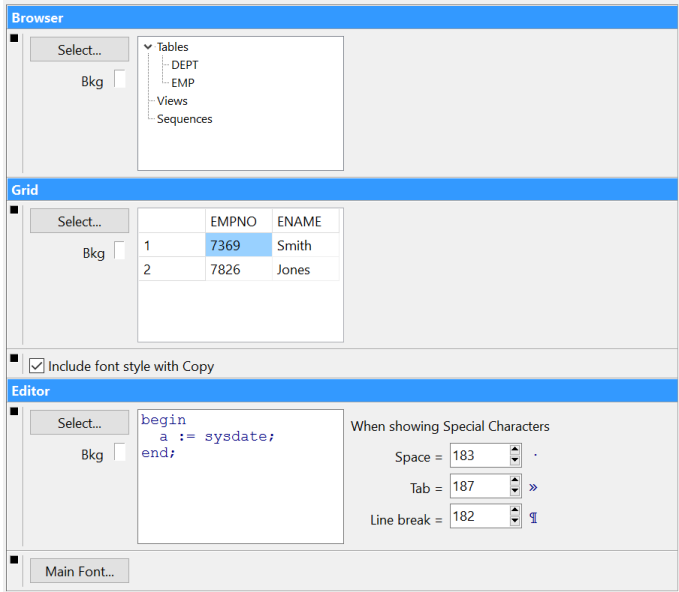 Browser
Select...
Bkg
Tables
DEPT
EMP
Views
Sequences
Grid
Select...
Bkg
EMPNO ENAME
1 7369 Smith
2 7826 Jones
Include font style with Copy
Editor
Select...
Bkg
begin
a := sysdate;
end;
When showing Special Characters
Space = 183 ·
Tab = 187 »
Line break = 182 ¶
Main Font...